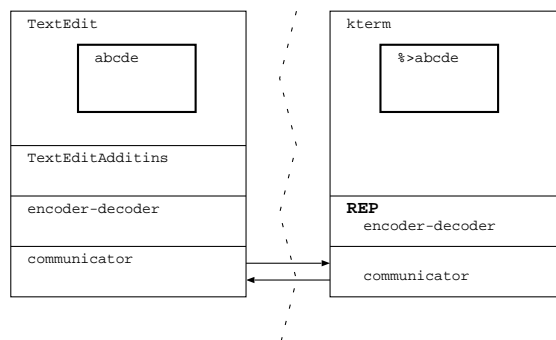 TextEdit
abcde
TextEditAdditins
encoder-decoder
communicator
kterm
%>abcde
REP
encoder-decoder
communicator